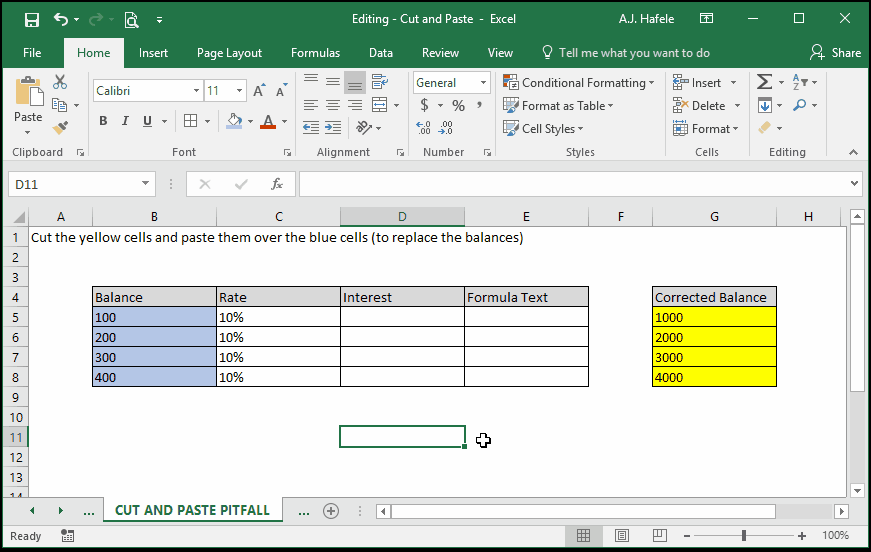 Editing - Cut and Paste - Excel
A.J. Hafele
File Home Insert Page Layout Formulas Data Review View Tell me what you want to do Share
Paste
Calibri 11
B I U A A A
General
$ % ,
.00 .0
Conditional Formatting
Format as Table
Cell Styles
Insert
Delete
Format
Σ A Z
Clipboard Font Alignment Number Styles Cells Editing
D11 fx
A B C D E F G H
1 Cut the yellow cells and paste them over the blue cells (to replace the balances)
2
3
4 Balance Rate Interest Formula Text Corrected Balance
5 100 10% 1000
6 200 10% 2000
7 300 10% 3000
8 400 10% 4000
9
10
11
12
13
14
... CUT AND PASTE PITFALL ...
Ready 100%